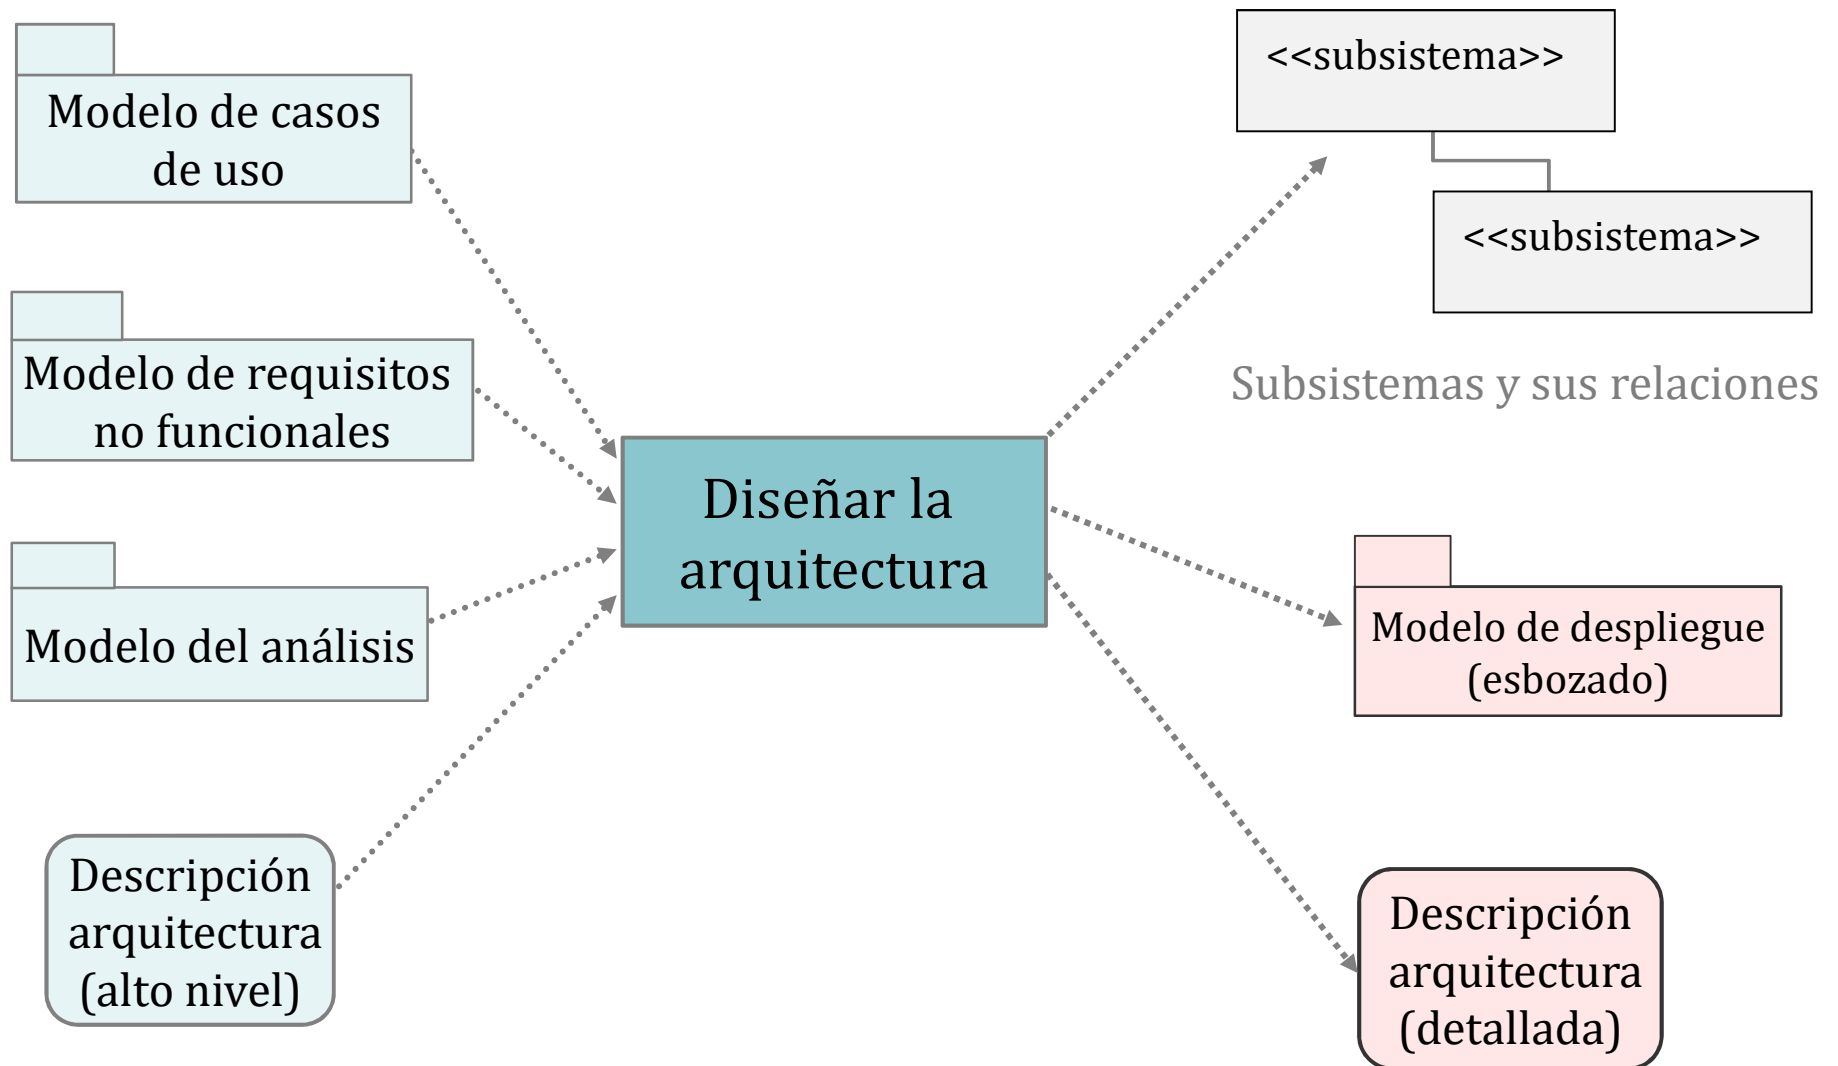 Modelo de casos
de uso
Modelo de requisitos
no funcionales
Modelo del análisis
Descripción
arquitectura
(alto nivel)
Diseñar la
arquitectura
<<subsistema>>
<<subsistema>>
Subsistemas y sus relaciones
Modelo de despliegue
(esbozado)
Descripción
arquitectura
(detallada)